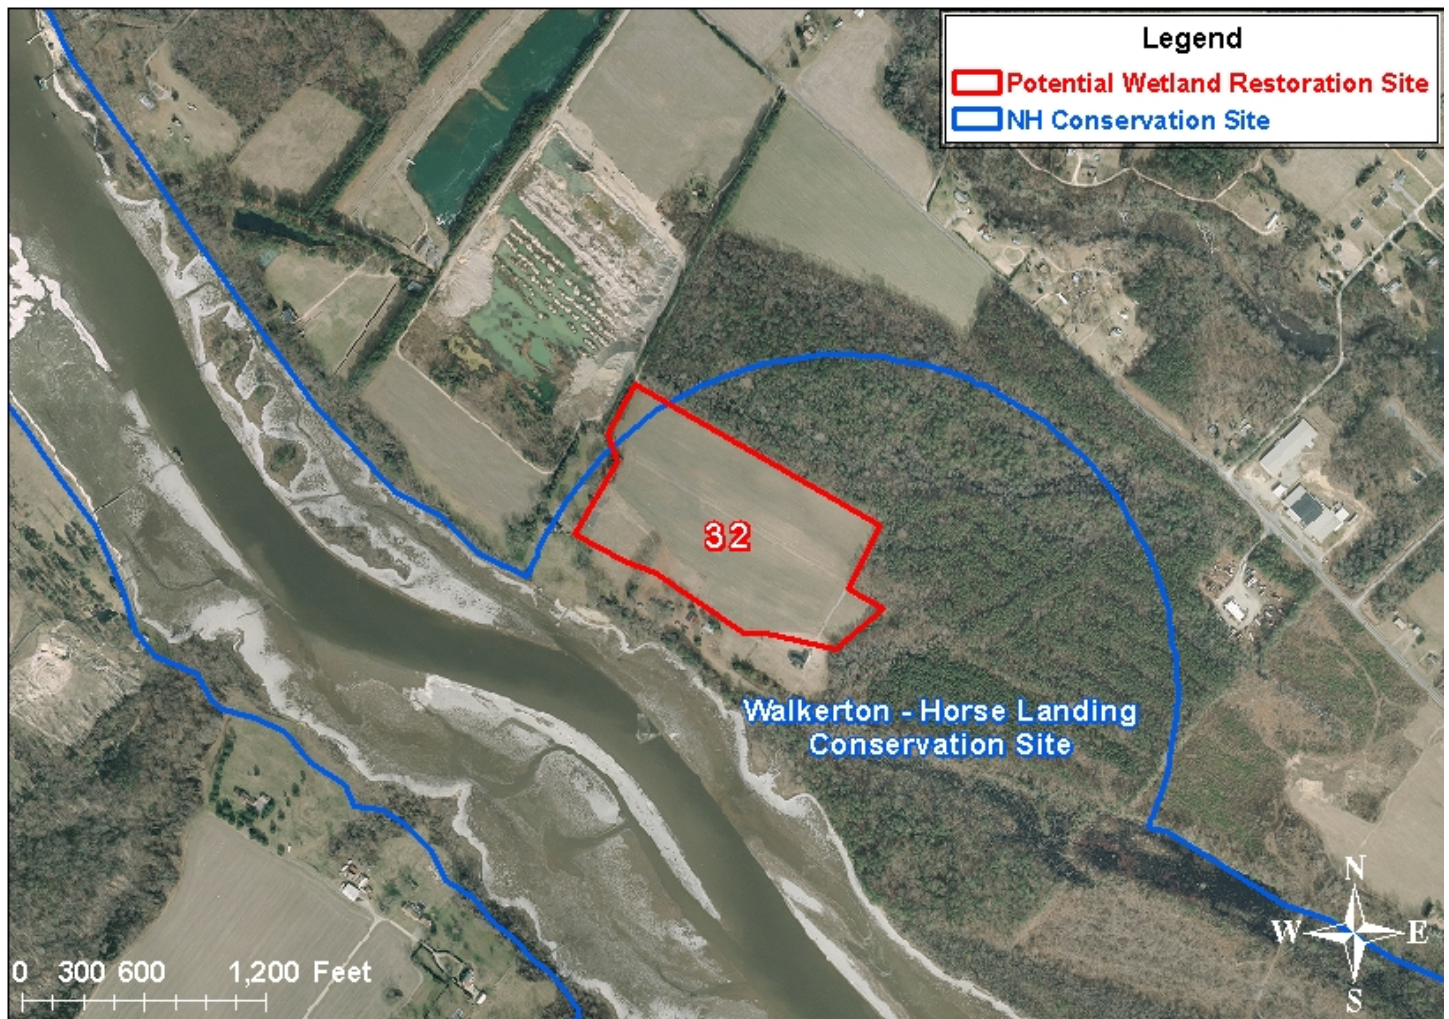 Legend
Potential Wetland Restoration Site
NH Conservation Site
32
Walkerton - Horse Landing
Conservation Site
N
W E
S
0 300 600 1,200 Feet